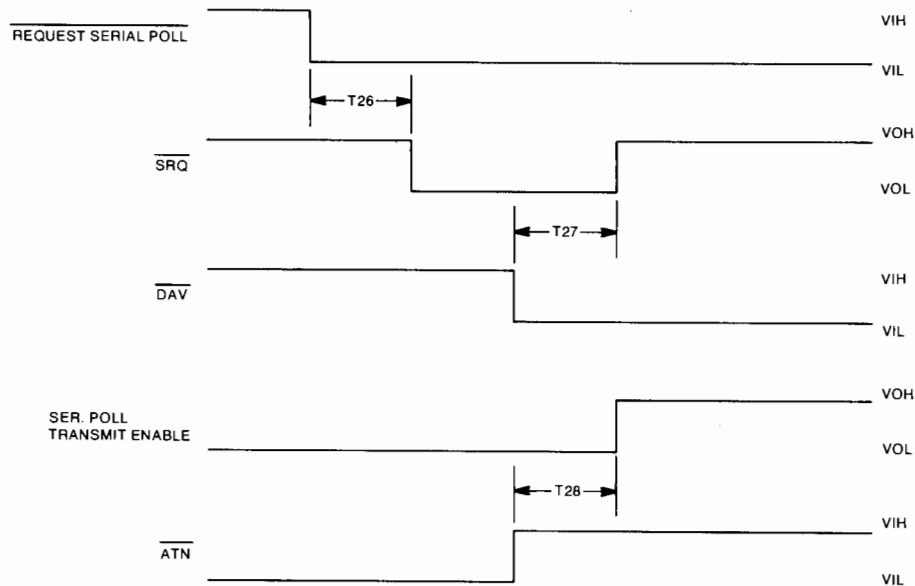 REQUEST SERIAL POLL
VIH
VIL
T26
VOH
SRQ
VOL
T27
VIH
DAV
VIL
VOH
SER. POLL
TRANSMIT ENABLE
VOL
T28
VIH
ATN
VIL